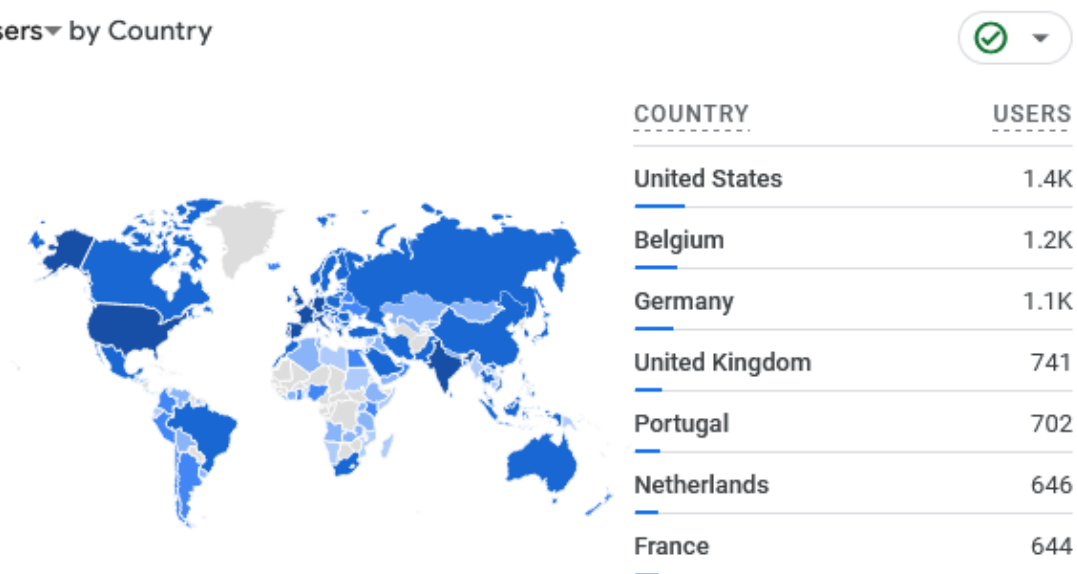 sers by Country
COUNTRY USERS
United States 1.4K
Belgium 1.2K
Germany 1.1K
United Kingdom 741
Portugal 702
Netherlands 646
France 644